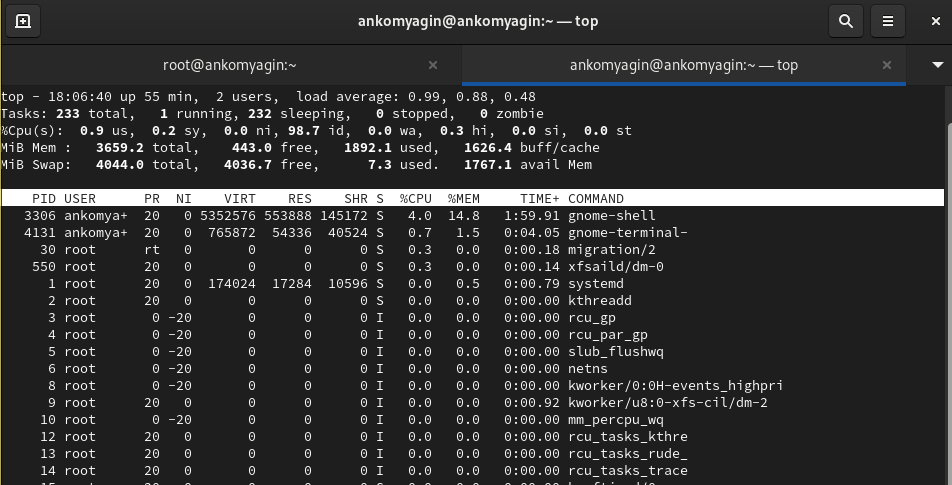 ankomyagin@ankomyagin:~ — top
root@ankomyagin:~
ankomyagin@ankomyagin:~ — top
top - 18:06:40 up 55 min,  2 users,  load average: 0.99, 0.88, 0.48
Tasks: 233 total,   1 running, 232 sleeping,   0 stopped,   0 zombie
%Cpu(s):  0.9 us,  0.2 sy,  0.0 ni, 98.7 id,  0.0 wa,  0.3 hi,  0.0 si,  0.0 st
MiB Mem :   3659.2 total,    443.0 free,   1892.1 used,   1626.4 buff/cache
MiB Swap:   4044.0 total,   4036.7 free,      7.3 used.   1767.1 avail Mem
PID USER      PR  NI    VIRT    RES    SHR S  %CPU  %MEM     TIME+ COMMAND
3306 ankomya+  20   0 5352576 553888 145172 S   4.0  14.8   1:59.91 gnome-shell
4131 ankomya+  20   0  765872  54336  40524 S   0.7   1.5   0:04.05 gnome-terminal-
30 root      rt   0       0      0      0 S   0.3   0.0   0:00.18 migration/2
550 root      20   0       0      0      0 S   0.3   0.0   0:00.14 xfsaild/dm-0
1 root      20   0  174024  17284  10596 S   0.0   0.5   0:00.79 systemd
2 root      20   0       0      0      0 S   0.0   0.0   0:00.00 kthreadd
3 root       0 -20       0      0      0 I   0.0   0.0   0:00.00 rcu_gp
4 root       0 -20       0      0      0 I   0.0   0.0   0:00.00 rcu_par_gp
5 root       0 -20       0      0      0 I   0.0   0.0   0:00.00 slub_flushwq
6 root       0 -20       0      0      0 I   0.0   0.0   0:00.00 netns
8 root       0 -20       0      0      0 I   0.0   0.0   0:00.00 kworker/0:0H-events_highpri
9 root      20   0       0      0      0 I   0.0   0.0   0:00.92 kworker/u8:0-xfs-cil/dm-2
10 root       0 -20       0      0      0 I   0.0   0.0   0:00.00 mm_percpu_wq
12 root      20   0       0      0      0 I   0.0   0.0   0:00.00 rcu_tasks_kthre
13 root      20   0       0      0      0 I   0.0   0.0   0:00.00 rcu_tasks_rude_
14 root      20   0       0      0      0 I   0.0   0.0   0:00.00 rcu_tasks_trace